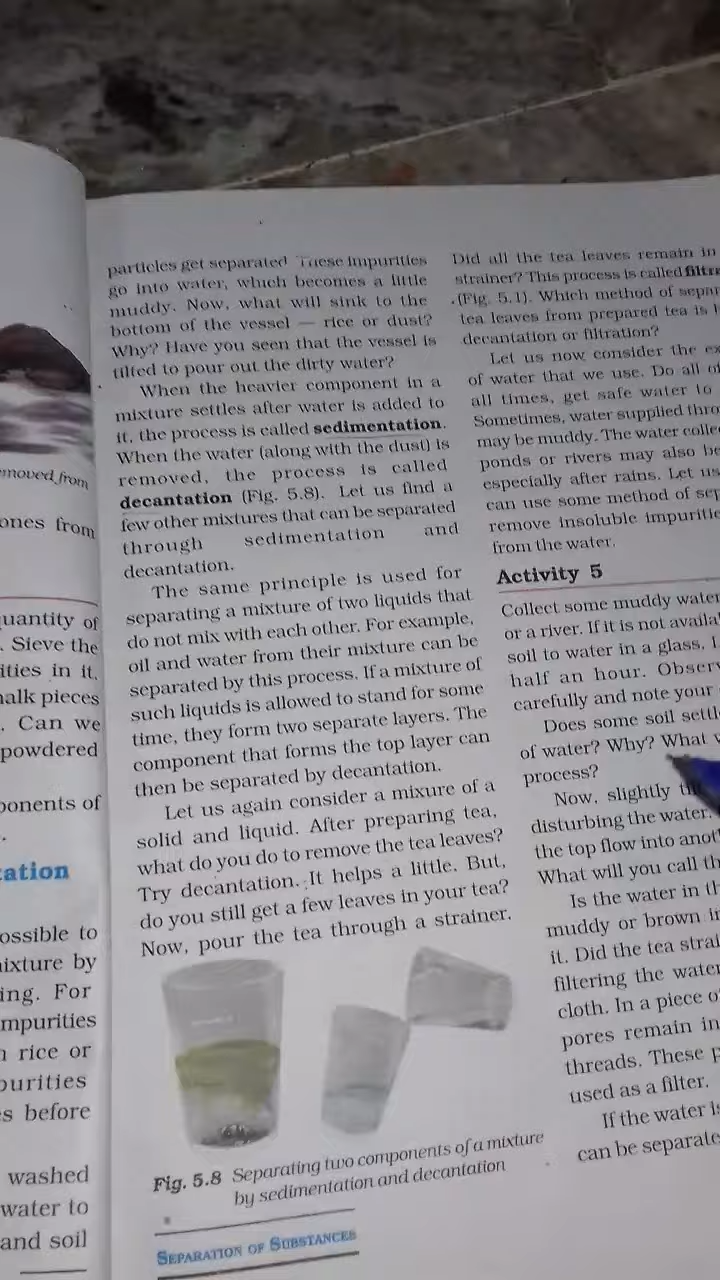 emoved from
ones from
uantity of
. Sieve the
ities in it,
halk pieces
. Can we
powdered
ponents of
tation
ossible to
ixture by
ing. For
mpurities
rice or
purities
s before
washed
water to
and soil
particles get separated These impurities
go into water, which becomes a little
muddy. Now, what will sink to the
bottom of the vessel — rice or dust?
Why? Have you seen that the vessel is
tilted to pour out the dirty water?
When the heavier component in a
mixture settles after water is added to
it, the process is called sedimentation.
When the water (along with the dust) is
removed, the process is called
decantation (Fig. 5.8). Let us find a
few other mixtures that can be separated
through sedimentation and
decantation.
The same principle is used for
separating a mixture of two liquids that
do not mix with each other. For example,
oil and water from their mixture can be
separated by this process. If a mixture of
such liquids is allowed to stand for some
time, they form two separate layers. The
component that forms the top layer can
then be separated by decantation.
Let us again consider a mixure of a
solid and liquid. After preparing tea,
what do you do to remove the tea leaves?
Try decantation. It helps a little. But,
do you still get a few leaves in your tea?
Now, pour the tea through a strainer.
Fig. 5.8 Separating two components of a mixture
by sedimentation and decantation
SEPARATION OF SUBSTANCES
Did all the tea leaves remain in
strainer? This process is called filtr
(Fig. 5.1). Which method of separ
tea leaves from prepared tea is
decantation or filtration?
Let us now consider the ex
of water that we use. Do all of
all times, get safe water to
Sometimes, water supplied thro
may be muddy. The water colle
ponds or rivers may also be
especially after rains. Let us
can use some method of sep
remove insoluble impuritie
from the water.
Activity 5
Collect some muddy water
or a river. If it is not availa
soil to water in a glass. L
half an hour. Observ
carefully and note your
Does some soil settl
of water? Why? What w
process?
Now, slightly
disturbing the water.
the top flow into anot
What will you call th
Is the water in th
muddy or brown in
it. Did the tea strai
filtering the water
cloth. In a piece o
pores remain in
threads. These p
used as a filter.
If the water is
can be separate